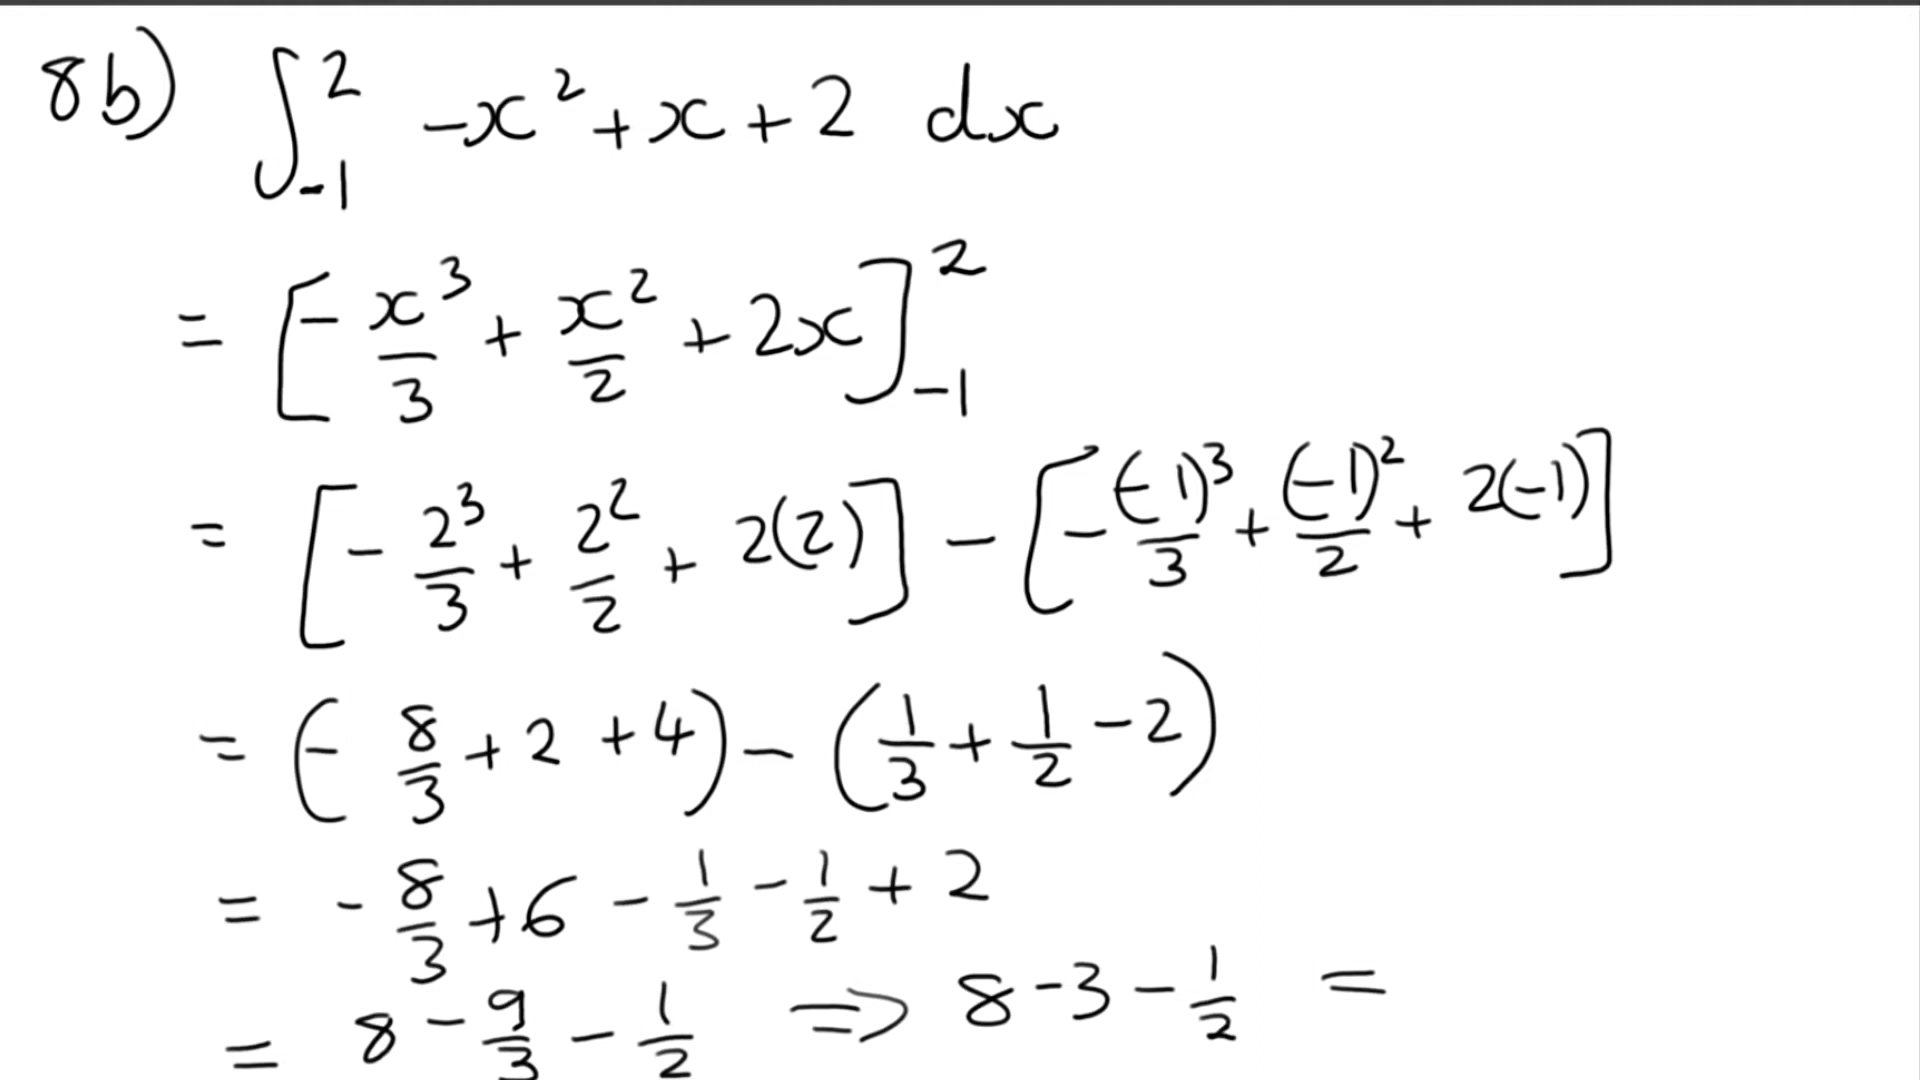 8b) ∫₋₁² -x² + x + 2 dx
= [-x³/3 + x²/2 + 2x]₋₁²
= [-2³/3 + 2²/2 + 2(2)] - [-(-1)³/3 + (-1)²/2 + 2(-1)]
= (-8/3 + 2 + 4) - (1/3 + 1/2 - 2)
= -8/3 + 6 - 1/3 - 1/2 + 2
= 8 - 9/3 - 1/2 ⇒ 8 - 3 - 1/2 =